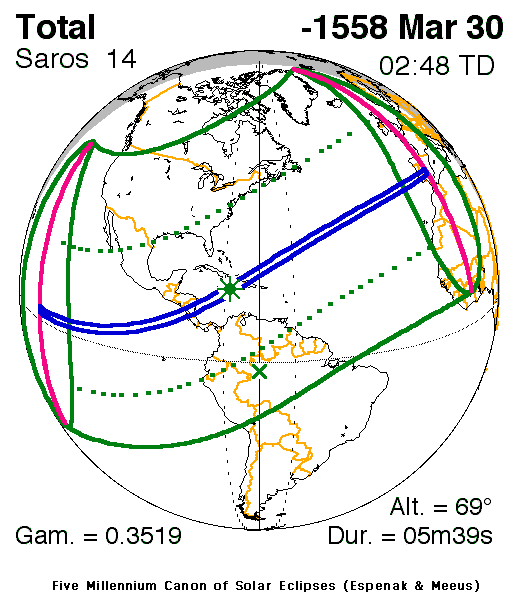 Total -1558 Mar 30
Saros 14 02:48 TD
Alt. = 69°
Gam. = 0.3519 Dur. = 05m39s
Five Millennium Canon of Solar Eclipses (Espenak & Meeus)